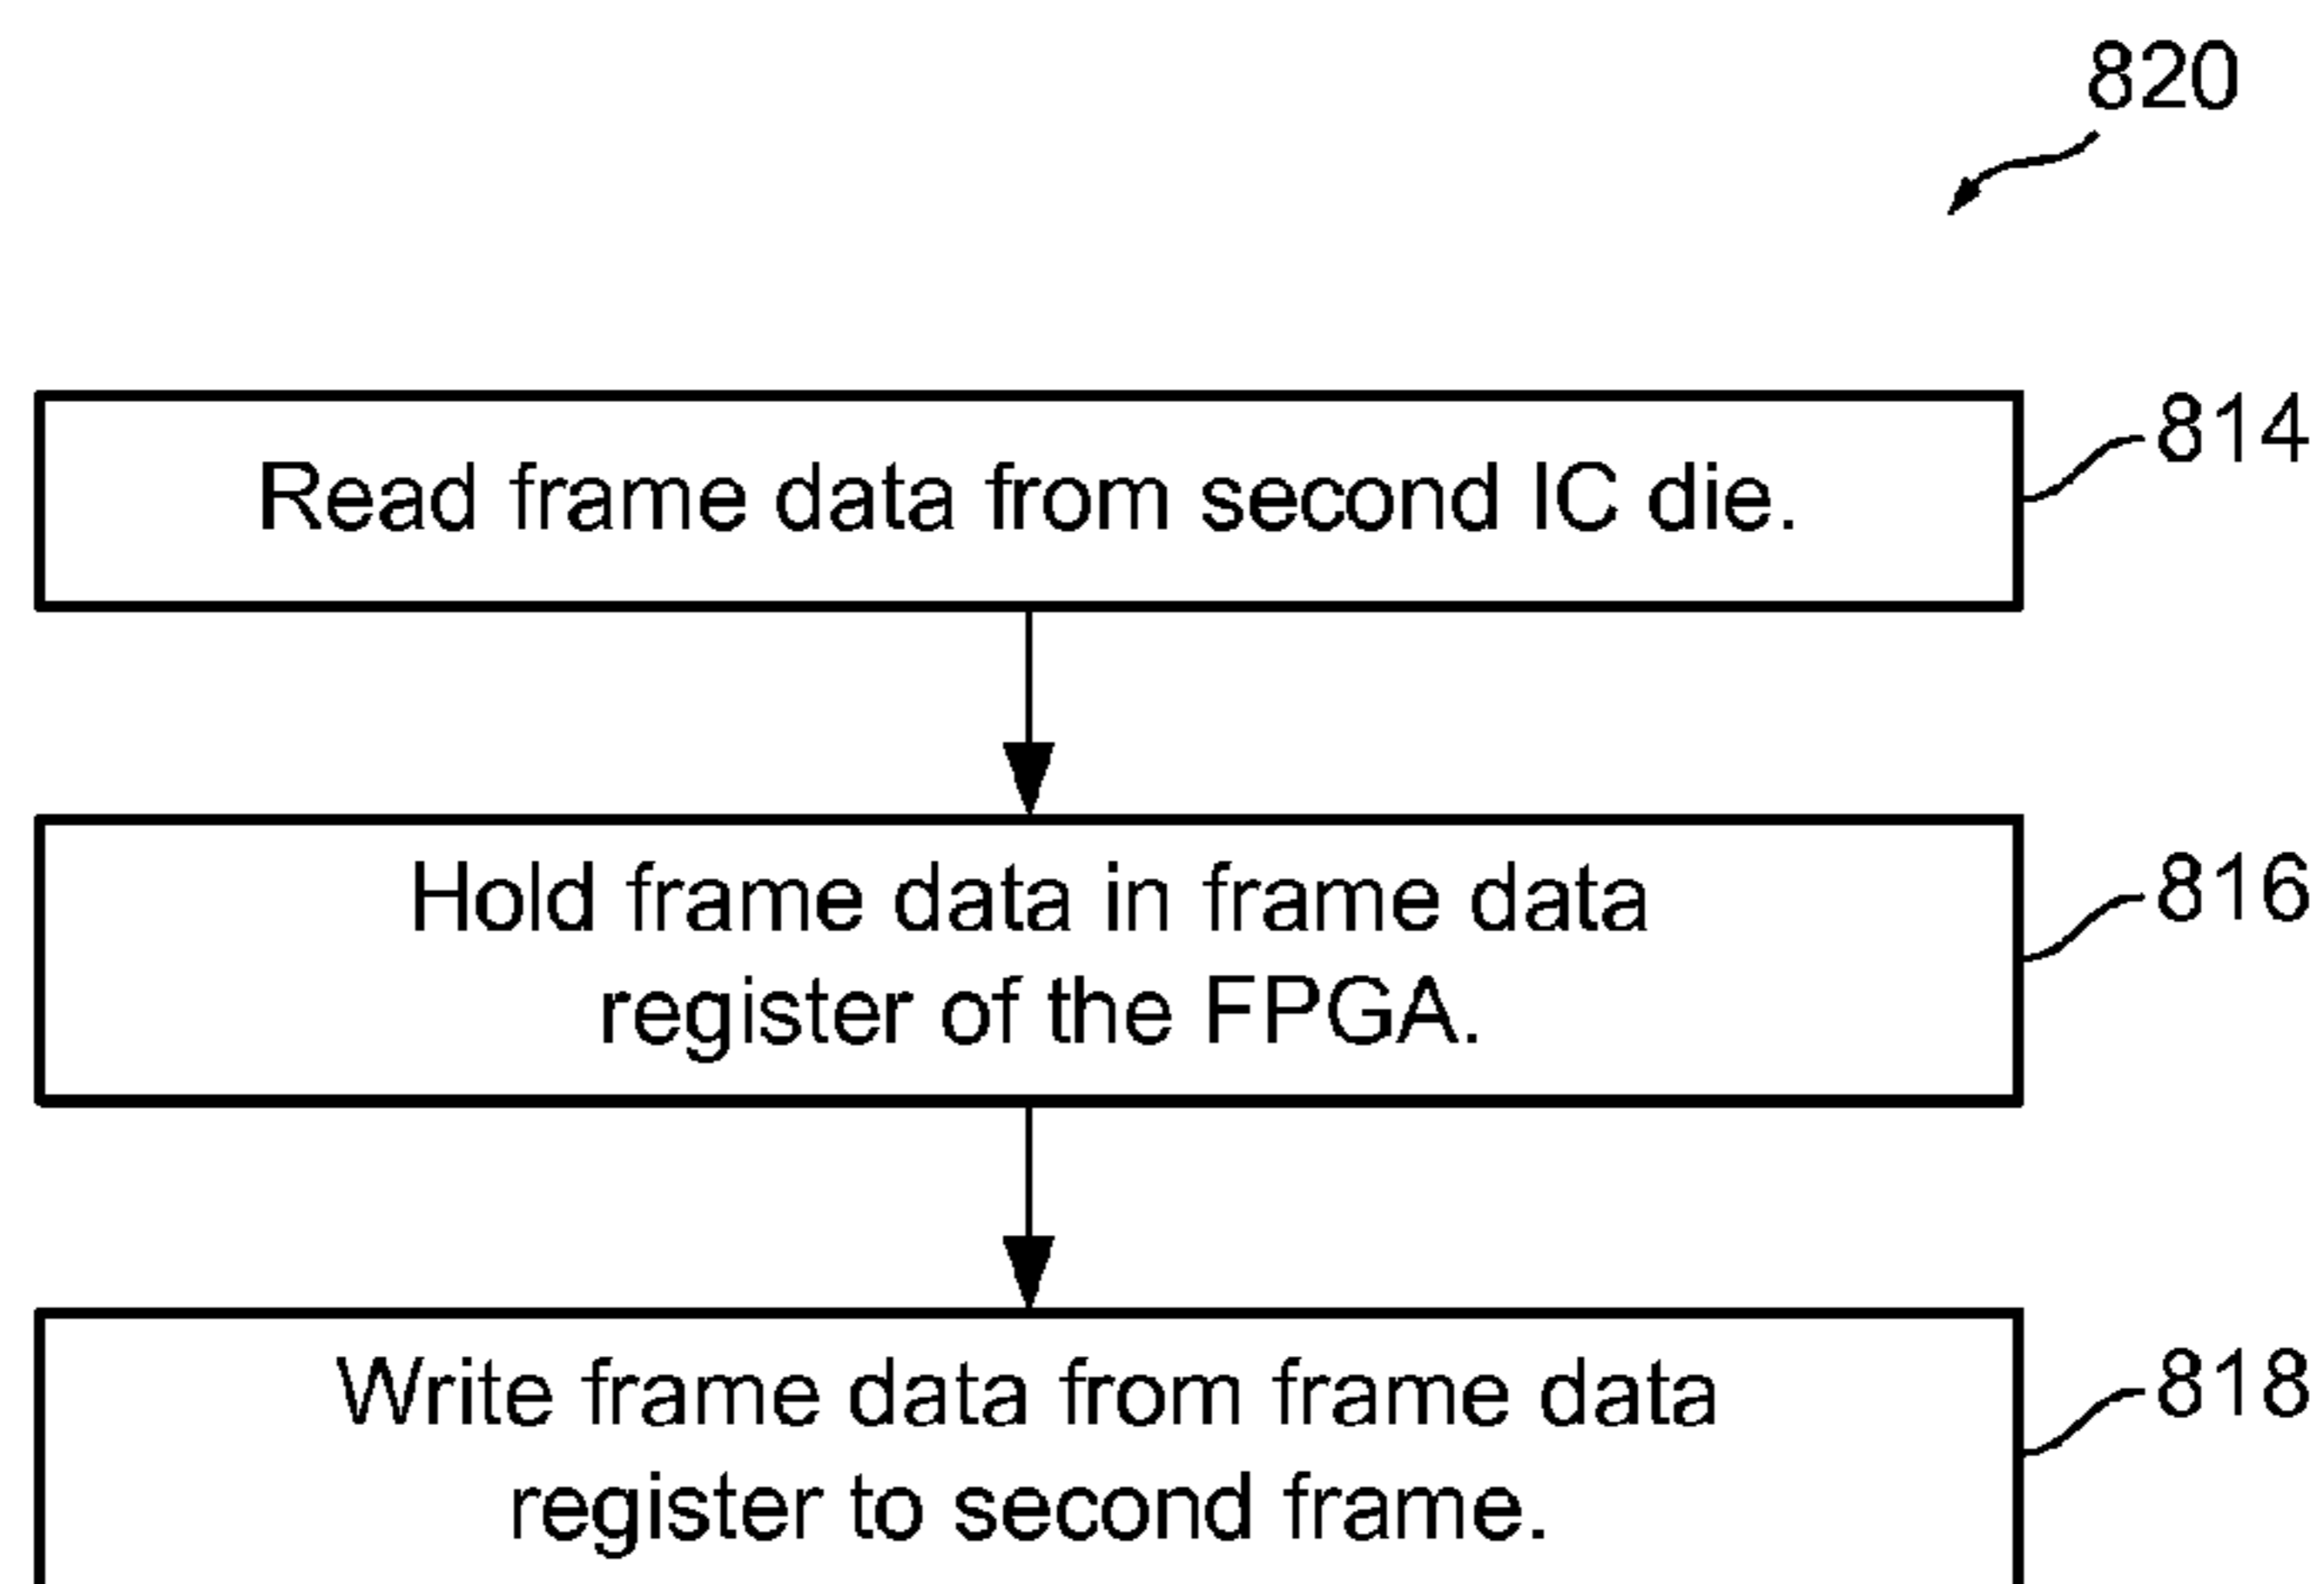 820
Read frame data from second IC die.
814
Hold frame data in frame data
register of the FPGA.
816
Write frame data from frame data
register to second frame.
818